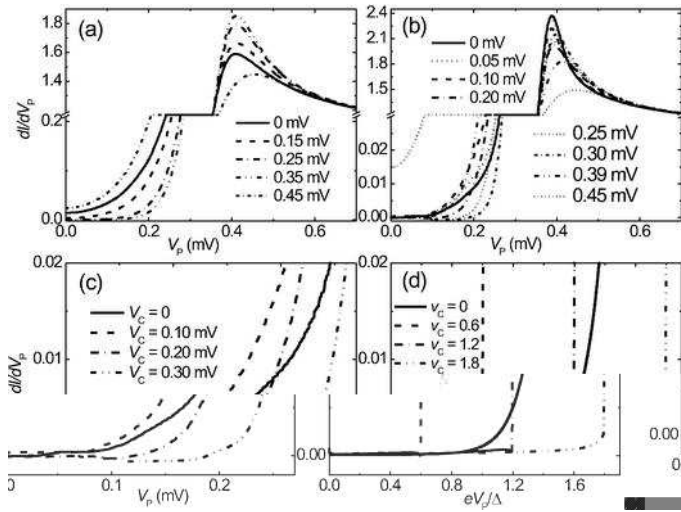 (a)
1.8
1.6
1.4
0.2
0.0
dI/dV_P
0 mV
0.15 mV
0.25 mV
0.35 mV
0.45 mV
0.0 0.2 0.4 0.6
V_P (mV)
(b)
2.4
2.1
1.8
1.5
0.02
0.01
0.00
0 mV
0.05 mV
0.10 mV
0.20 mV
0.25 mV
0.30 mV
0.39 mV
0.45 mV
0.0 0.2 0.4 0.6
V_P (mV)
(c)
0.02
0.01
dI/dV_P
V_C = 0
V_C = 0.10 mV
V_C = 0.20 mV
V_C = 0.30 mV
0.1 0.2
V_P (mV)
(d)
0.02
0.01
0.00
v_C = 0
v_C = 0.6
v_C = 1.2
v_C = 1.8
0.0 0.6 1.2 1.8
eV_P/Δ
0.00
0